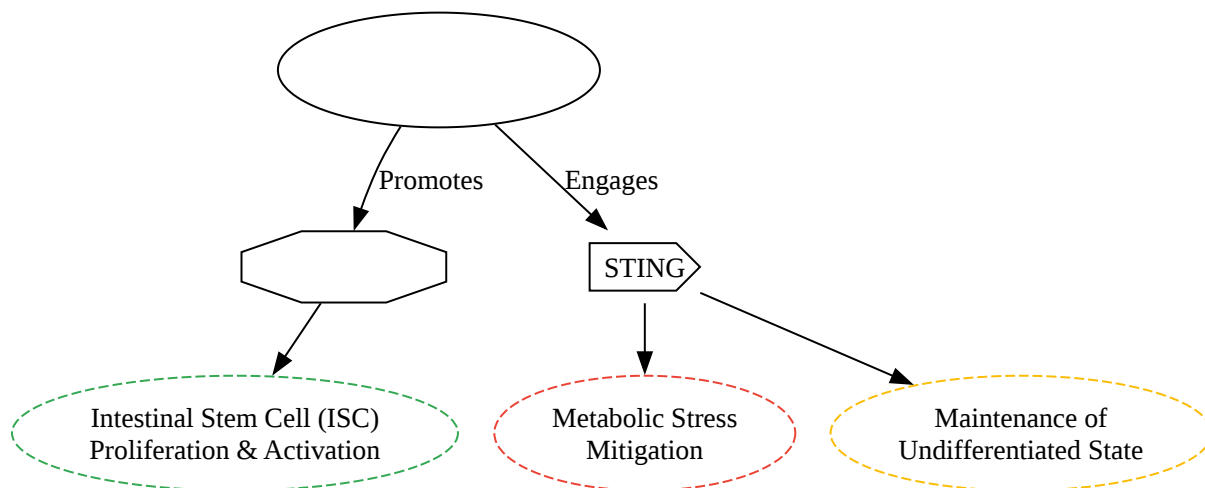 Promotes
Engages
STING
Intestinal Stem Cell (ISC)
Proliferation & Activation
Metabolic Stress
Mitigation
Maintenance of
Undifferentiated State